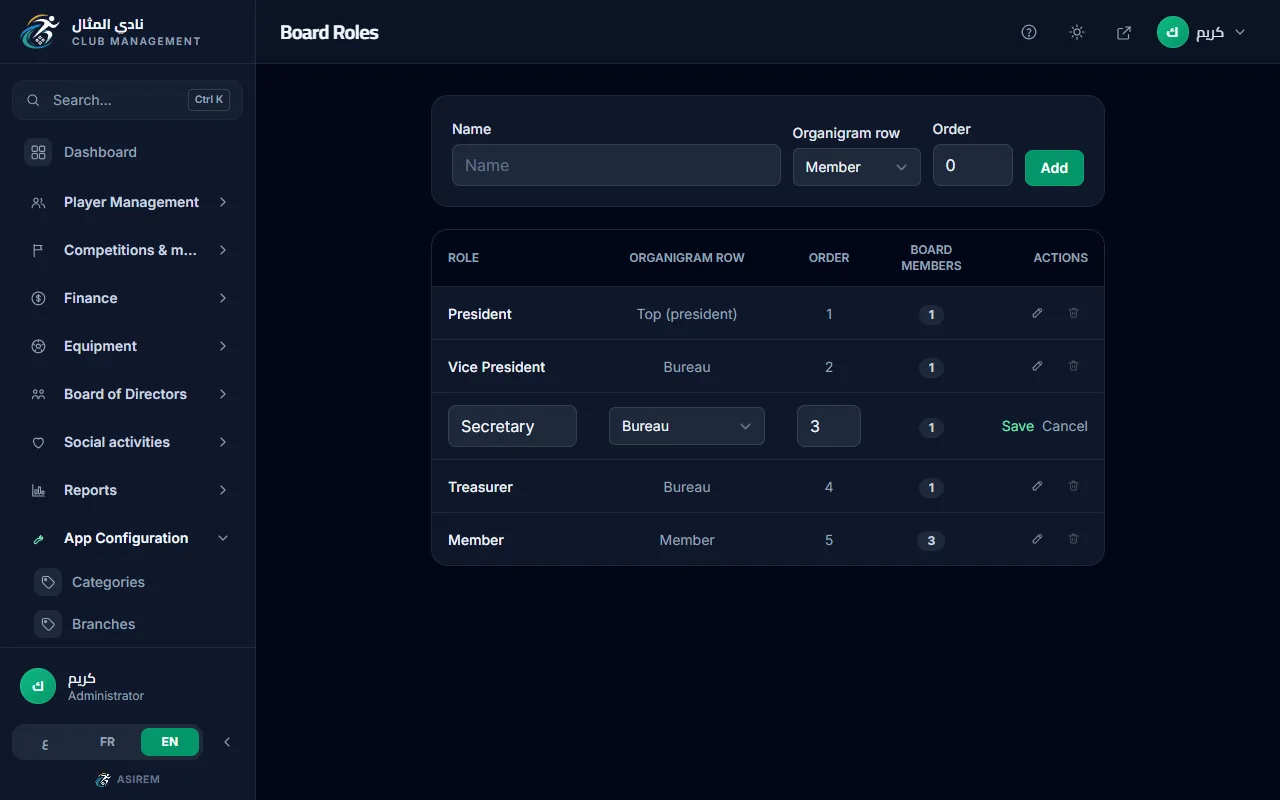 نادي المثال
CLUB MANAGEMENT
Board Roles
كريم
ك
Search...
Ctrl K
Dashboard
Player Management
Competitions & m...
Finance
Equipment
Board of Directors
Social activities
Reports
App Configuration
Categories
Branches
ك
كريم
Administrator
ع
FR
EN
ASIREM
Name
Organigram row
Order
Name
Member
0
Add
ROLE
ORGANIGRAM ROW
ORDER
BOARD MEMBERS
ACTIONS
President
Top (president)
1
1
Vice President
Bureau
2
1
Secretary
Bureau
3
1
Save
Cancel
Treasurer
Bureau
4
1
Member
Member
5
3